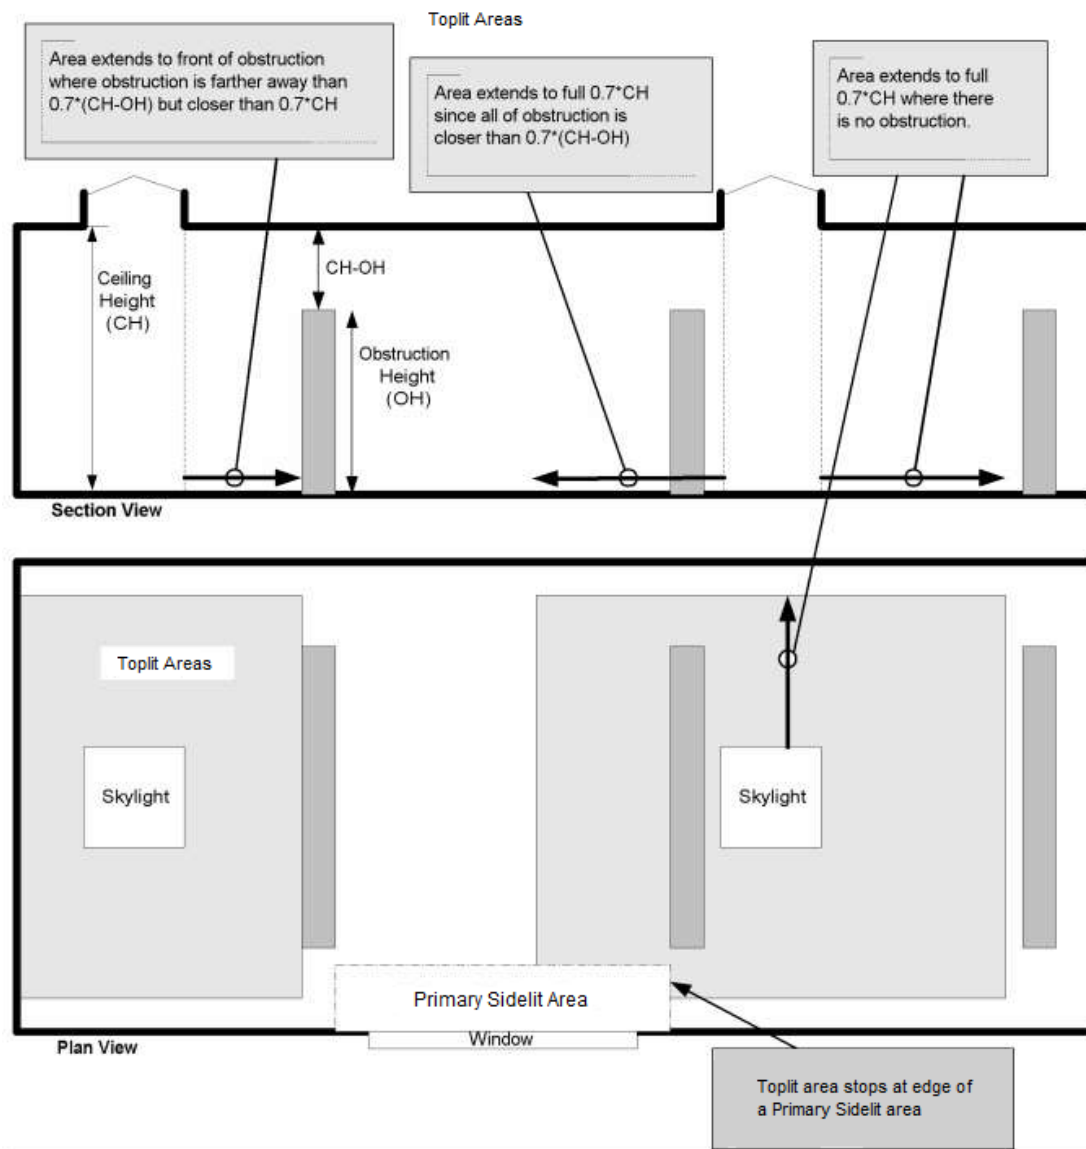 Toplit Areas
Area extends to front of obstruction
where obstruction is farther away than
0.7*(CH-OH) but closer than 0.7*CH
Area extends to full 0.7*CH
since all of obstruction is
closer than 0.7*(CH-OH)
Area extends to full
0.7*CH where there
is no obstruction.
Ceiling
Height
(CH)
CH-OH
Obstruction
Height
(OH)
Section View
Toplit Areas
Skylight
Skylight
Primary Sidelit Area
Window
Plan View
Toplit area stops at edge of
a Primary Sidelit area